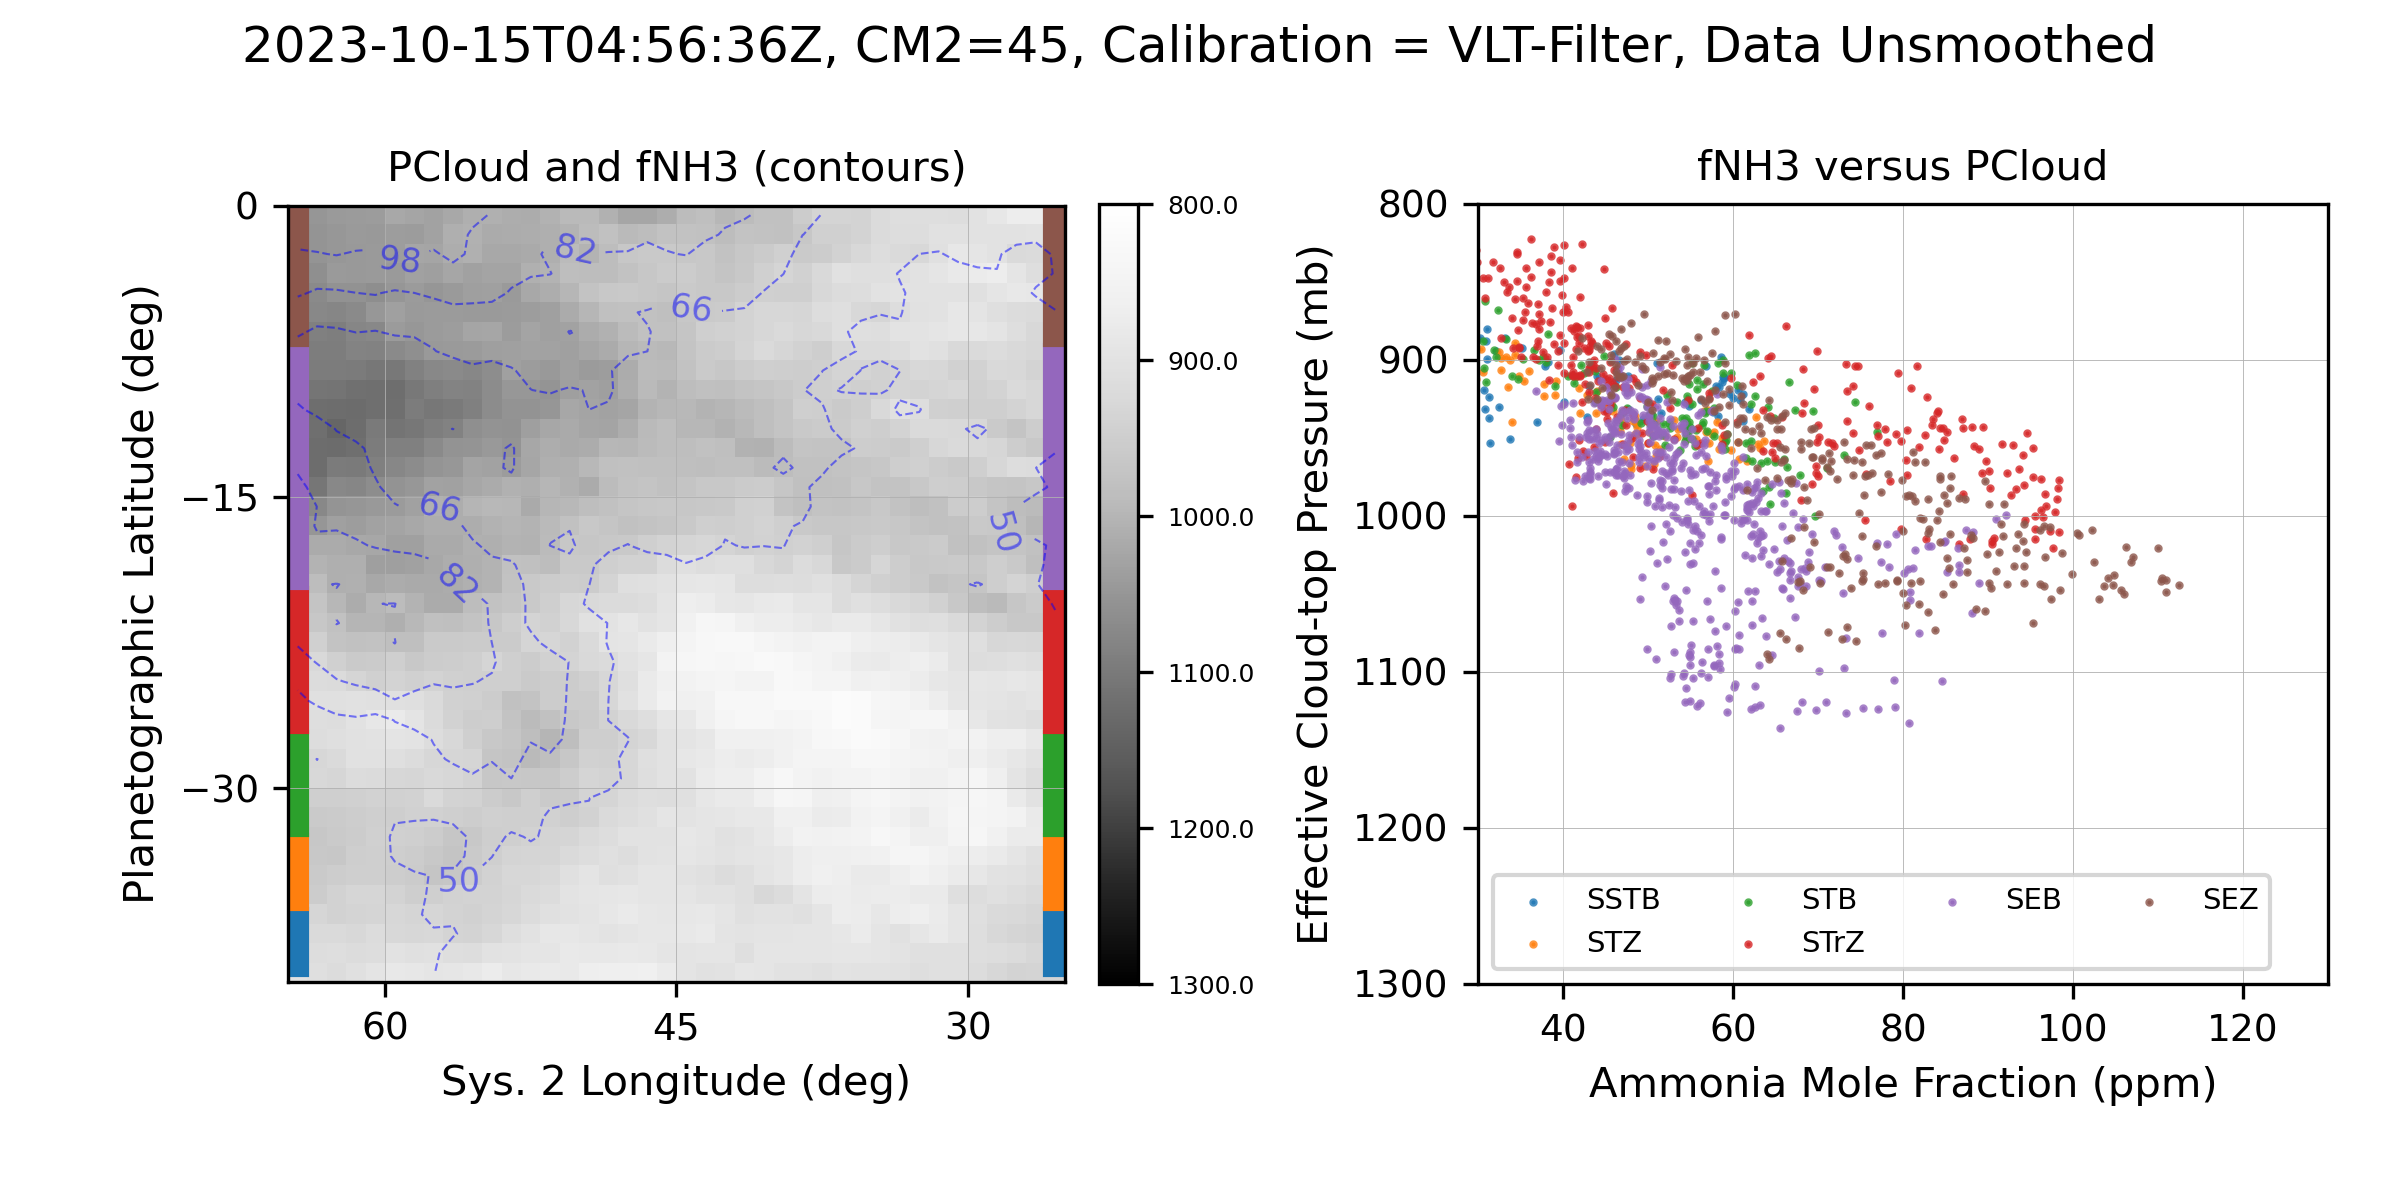 2023-10-15T04:56:36Z, CM2=45, Calibration = VLT-Filter, Data Unsmoothed
PCloud and fNH3 (contours)
Planetographic Latitude (deg)
0
−15
−30
60
45
30
Sys. 2 Longitude (deg)
98
82
66
66
82
50
50
800.0
900.0
1000.0
1100.0
1200.0
1300.0
fNH3 versus PCloud
Effective Cloud-top Pressure (mb)
800
900
1000
1100
1200
1300
SSTB
STB
SEB
SEZ
STZ
STrZ
40
60
80
100
120
Ammonia Mole Fraction (ppm)